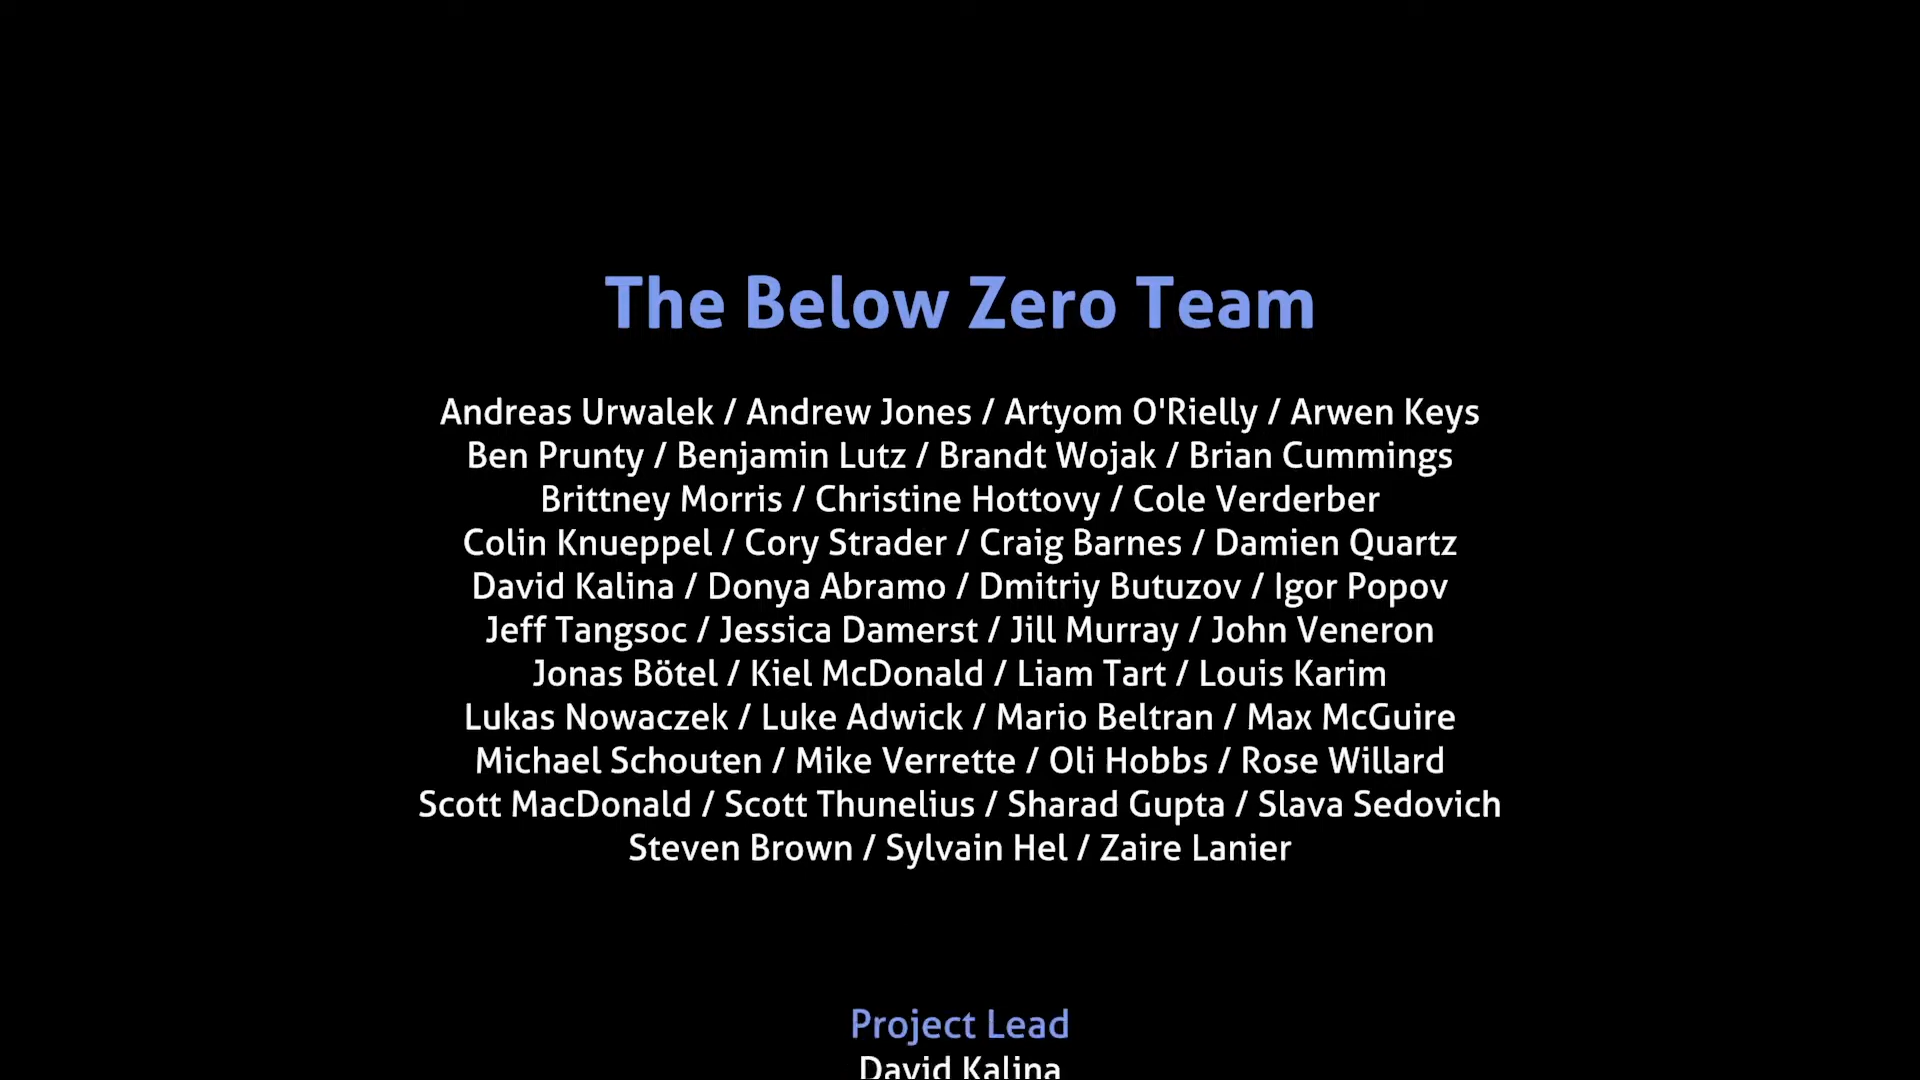 The Below Zero Team
Andreas Urwalek / Andrew Jones / Artyom O'Rielly / Arwen Keys
Ben Prunty / Benjamin Lutz / Brandt Wojak / Brian Cummings
Brittney Morris / Christine Hottovy / Cole Verderber
Colin Knueppel / Cory Strader / Craig Barnes / Damien Quartz
David Kalina / Donya Abramo / Dmitriy Butuzov / Igor Popov
Jeff Tangsoc / Jessica Damerst / Jill Murray / John Veneron
Jonas Bötel / Kiel McDonald / Liam Tart / Louis Karim
Lukas Nowaczek / Luke Adwick / Mario Beltran / Max McGuire
Michael Schouten / Mike Verrette / Oli Hobbs / Rose Willard
Scott MacDonald / Scott Thunelius / Sharad Gupta / Slava Sedovich
Steven Brown / Sylvain Hel / Zaire Lanier
Project Lead
David Kalina